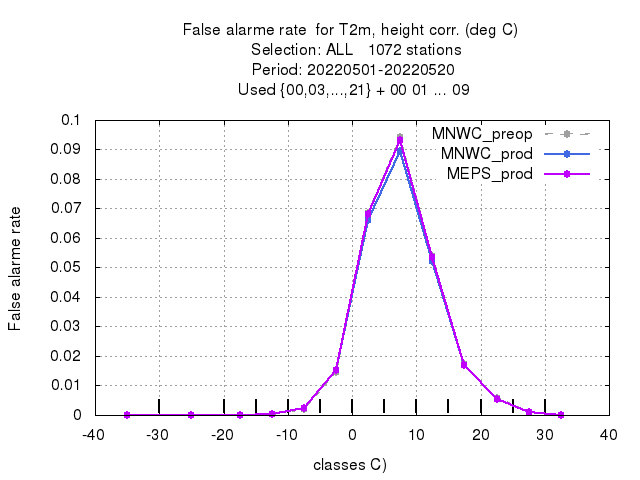 False alarme rate  for T2m, height corr. (deg C)
Selection: ALL   1072 stations
Period: 20220501-20220520
Used {00,03,...,21} + 00 01 ... 09
MNWC_preop
MNWC_prod
MEPS_prod
False alarme rate
0.1
0.09
0.08
0.07
0.06
0.05
0.04
0.03
0.02
0.01
0
-40 -30 -20 -10 0 10 20 30 40
classes C)